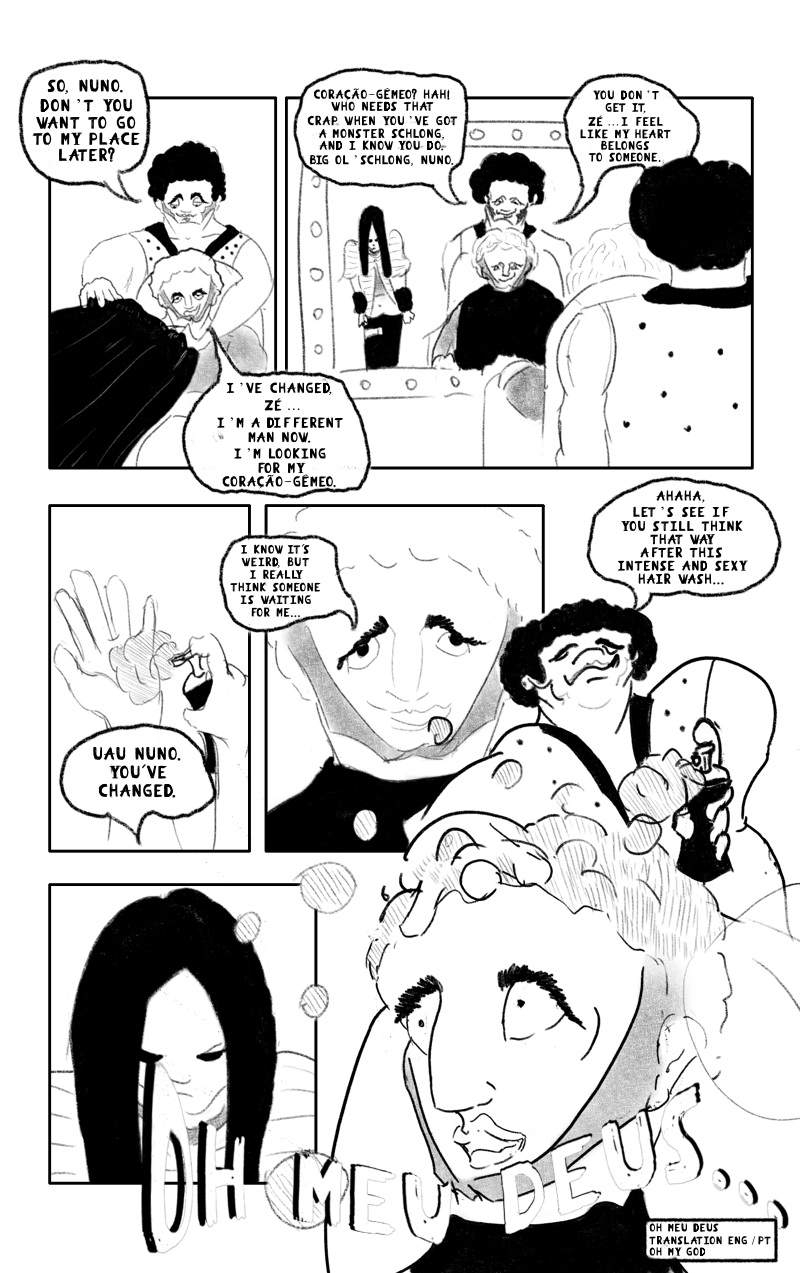 SO, NUNO.
DON'T YOU
WANT TO GO
TO MY PLACE
LATER?
I'VE CHANGED,
ZÉ ...
I'M A DIFFERENT
MAN NOW.
I'M LOOKING
FOR MY
CORAÇÃO-GÊMEO.
CORAÇÃO-GÊMEO? HAH!
WHO NEEDS THAT
CRAP WHEN YOU'VE GOT
A MONSTER SCHLONG,
AND I KNOW YOU DO.
BIG OL'SCHLONG, NUNO.
YOU DON'T
GET IT,
ZÉ ...I FEEL
LIKE MY HEART
BELONGS
TO SOMEONE.
UAU NUNO.
YOU'VE
CHANGED.
I KNOW IT'S
WEIRD, BUT
I REALLY
THINK SOMEONE
IS WAITING
FOR ME...
AHAHA,
LET'S SEE IF
YOU STILL THINK
THAT WAY
AFTER THIS
INTENSE AND SEXY
HAIR WASH...
OH MEU DEUS...
OH MEU DEUS
TRANSLATION ENG/PT
OH MY GOD